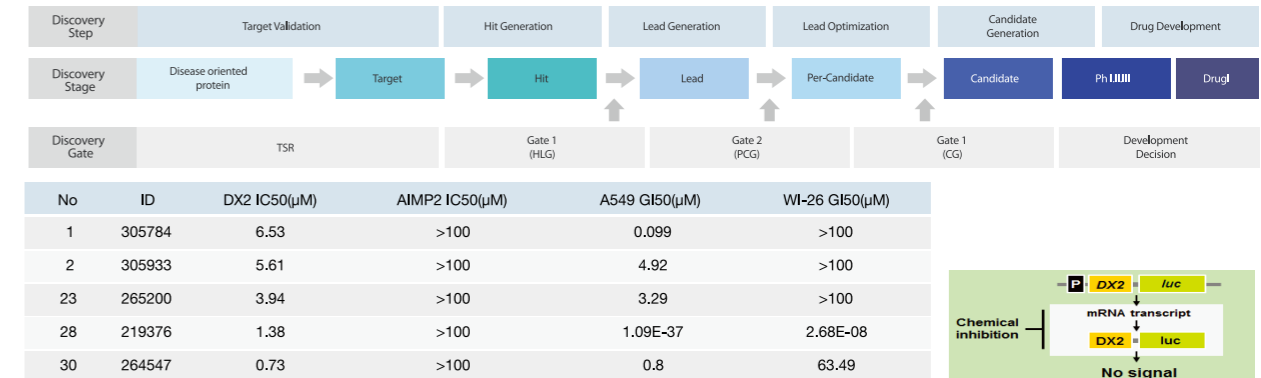 Discovery Step Target Validation Hit Generation Lead Generation Lead Optimization Candidate Generation Drug Development
Discovery Stage Disease oriented protein Target Hit Lead Per-Candidate Candidate Ph I.II.III Drugl
Discovery Gate TSR Gate 1 (HLG) Gate 2 (PCG) Gate 1 (CG) Development Decision
No ID DX2 IC50(μM) AIMP2 IC50(μM) A549 GI50(μM) WI-26 GI50(μM)
1 305784 6.53 >100 0.099 >100
2 305933 5.61 >100 4.92 >100
23 265200 3.94 >100 3.29 >100
28 219376 1.38 >100 1.09E-37 2.68E-08
30 264547 0.73 >100 0.8 63.49
P DX2 luc
mRNA transcript
Chemical inhibition
DX2 luc
No signal